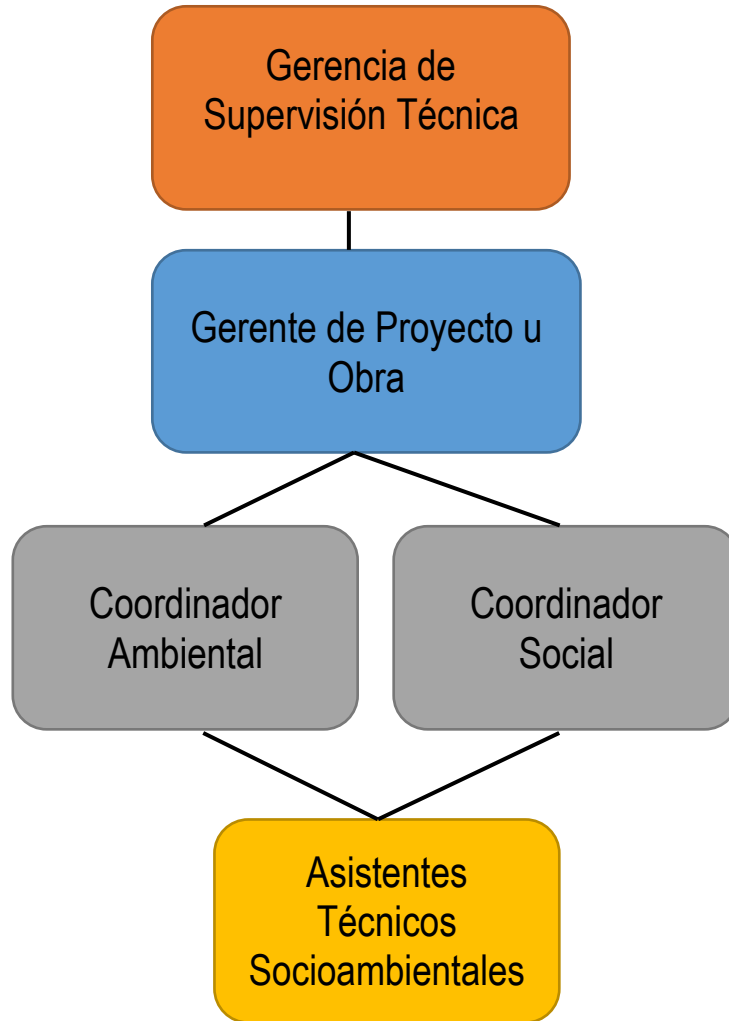 Gerencia de
Supervisión Técnica
Gerente de Proyecto u
Obra
Coordinador
Ambiental
Coordinador
Social
Asistentes
Técnicos
Socioambientales